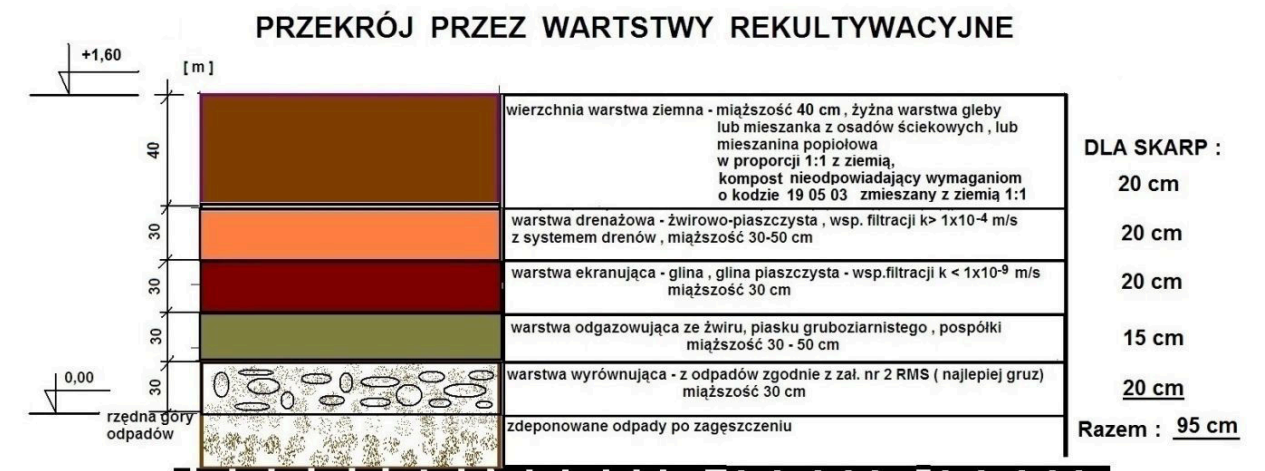 PRZEKRÓJ PRZEZ WARTSTWY REKULTYWACYJNE
+1,60
[ m ]
40
wierzchnia warstwa ziemna - miąższość 40 cm , żyżna warstwa gleby
lub mieszanka z osadów ściekowych , lub
mieszanina popiołowa
w proporcji 1:1 z ziemią,
kompost nieodpowiadający wymaganiom
o kodzie 19 05 03 zmieszany z ziemią 1:1
DLA SKARP :
20 cm
30
warstwa drenażowa - żwirowo-piaszczysta , wsp. filtracji k> 1x10-4 m/s
z systemem drenów , miąższość 30-50 cm
20 cm
30
warstwa ekranująca - glina , glina piaszczysta - wsp.filtracji k < 1x10-9 m/s
miąższość 30 cm
20 cm
30
warstwa odgazowująca ze żwiru, piasku gruboziarnistego , pospółki
miąższość 30 - 50 cm
15 cm
0,00
30
warstwa wyrównująca - z odpadów zgodnie z zał. nr 2 RMS ( najlepiej gruz)
miąższość 30 cm
20 cm
rzędna góry
odpadów
zdeponowane odpady po zagęszczeniu
Razem : 95 cm